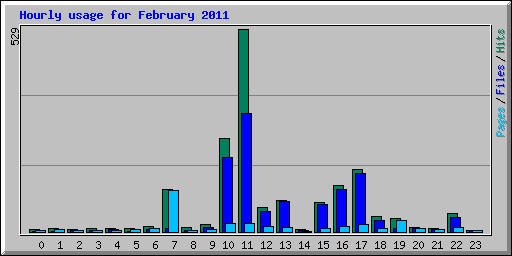 Hourly usage for February 2011
529
Pages / Files / Hits
0 1 2 3 4 5 6 7 8 9 10 11 12 13 14 15 16 17 18 19 20 21 22 23